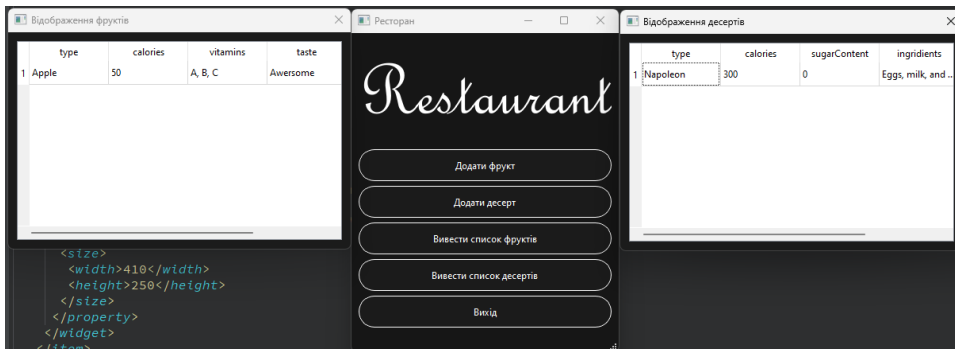 Відображення фруктів
type calories vitamins taste
1 Apple 50 A, B, C Awersome
<size>
<width>410</width>
<height>250</height>
</size>
</property>
</widget>
</item>
Ресторан
Restaurant
Додати фрукт
Додати десерт
Вивести список фруктів
Вивести список десертів
Вихід
Відображення десертів
type calories sugarContent ingridients
1 Napoleon 300 0 Eggs, milk, and ...